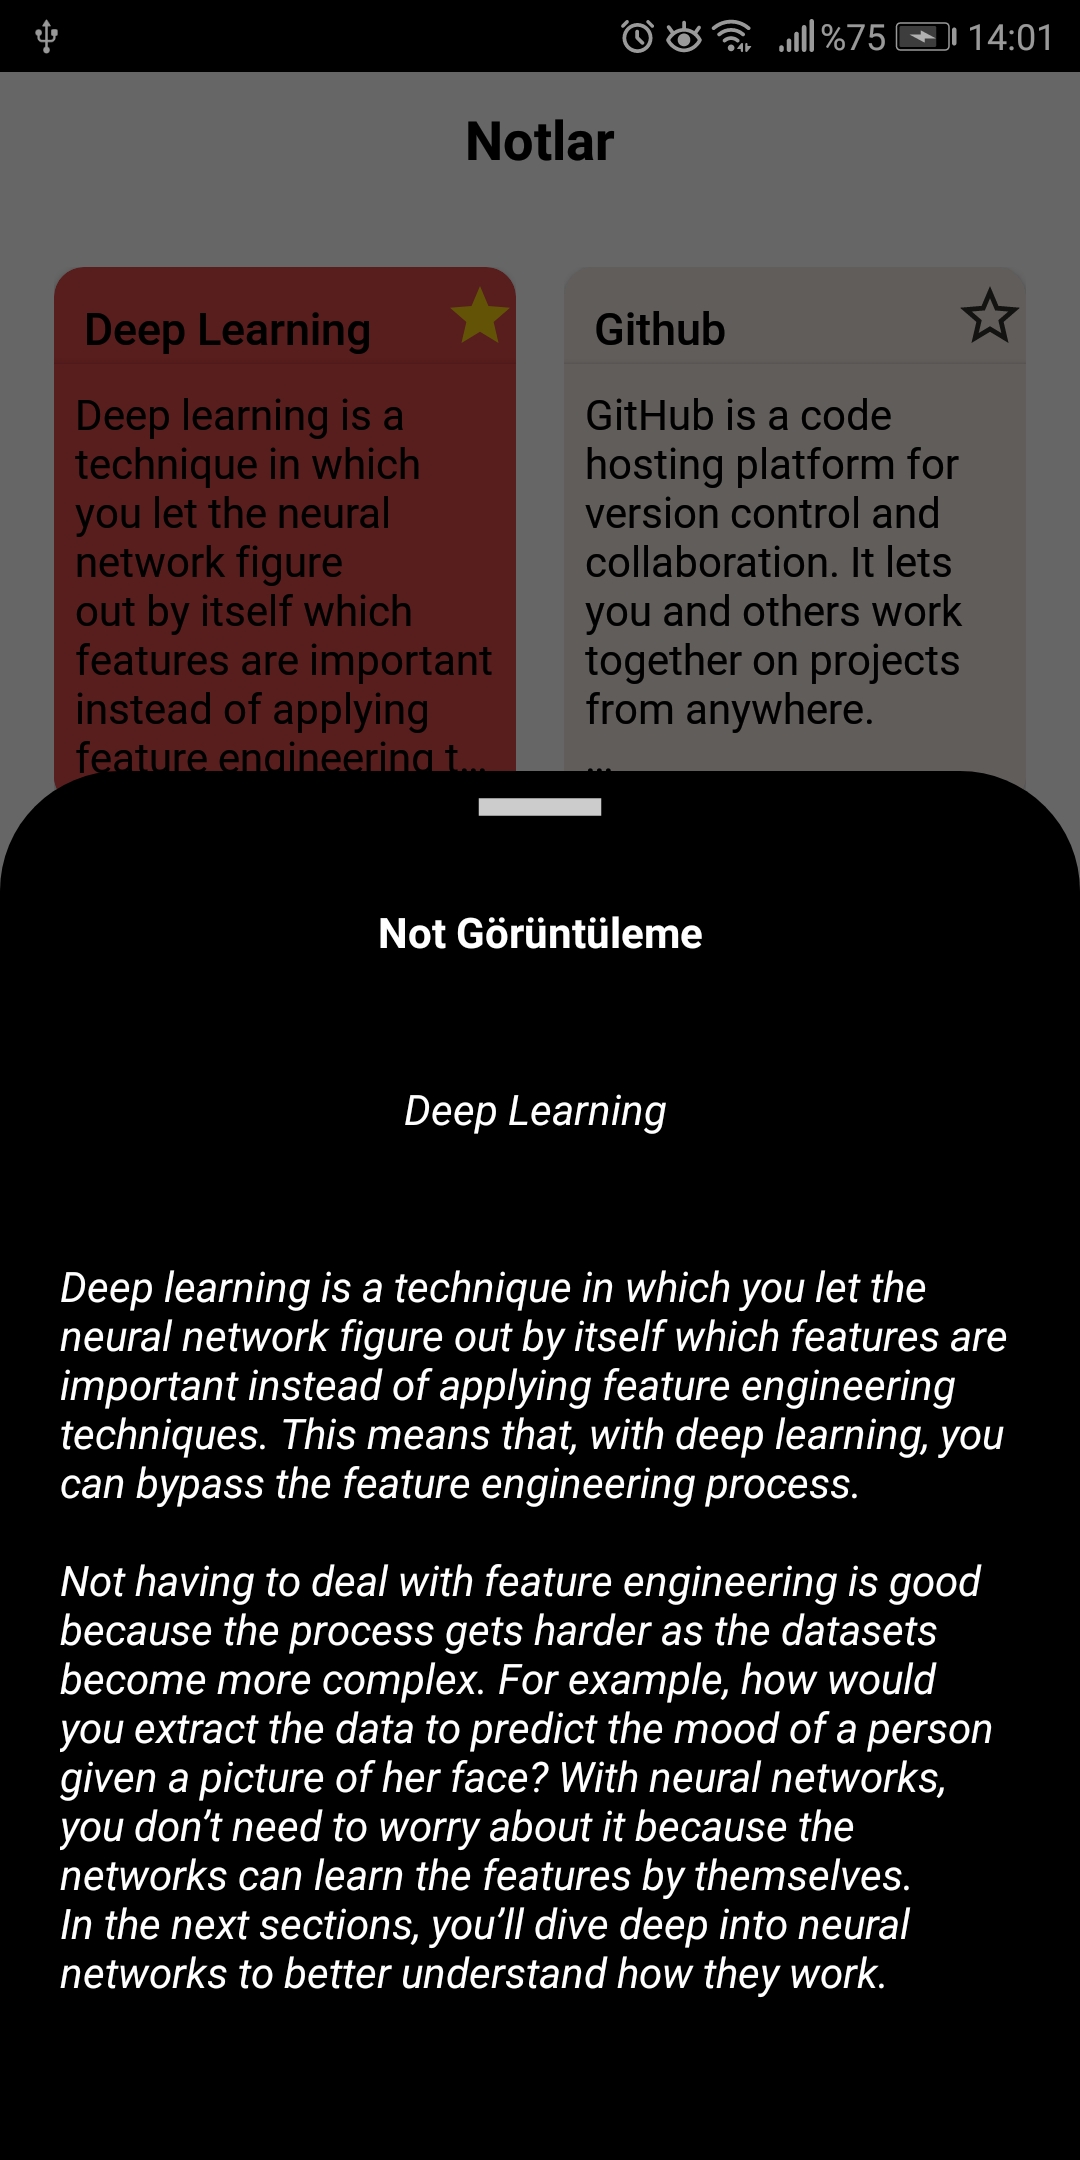 %75 14:01
Notlar
Deep Learning
Deep learning is a
technique in which
you let the neural
network figure
out by itself which
features are important
instead of applying
feature engineering t...
Github
GitHub is a code
hosting platform for
version control and
collaboration. It lets
you and others work
together on projects
from anywhere.
...
Not Görüntüleme
Deep Learning
Deep learning is a technique in which you let the
neural network figure out by itself which features are
important instead of applying feature engineering
techniques. This means that, with deep learning, you
can bypass the feature engineering process.
Not having to deal with feature engineering is good
because the process gets harder as the datasets
become more complex. For example, how would
you extract the data to predict the mood of a person
given a picture of her face? With neural networks,
you don’t need to worry about it because the
networks can learn the features by themselves.
In the next sections, you’ll dive deep into neural
networks to better understand how they work.